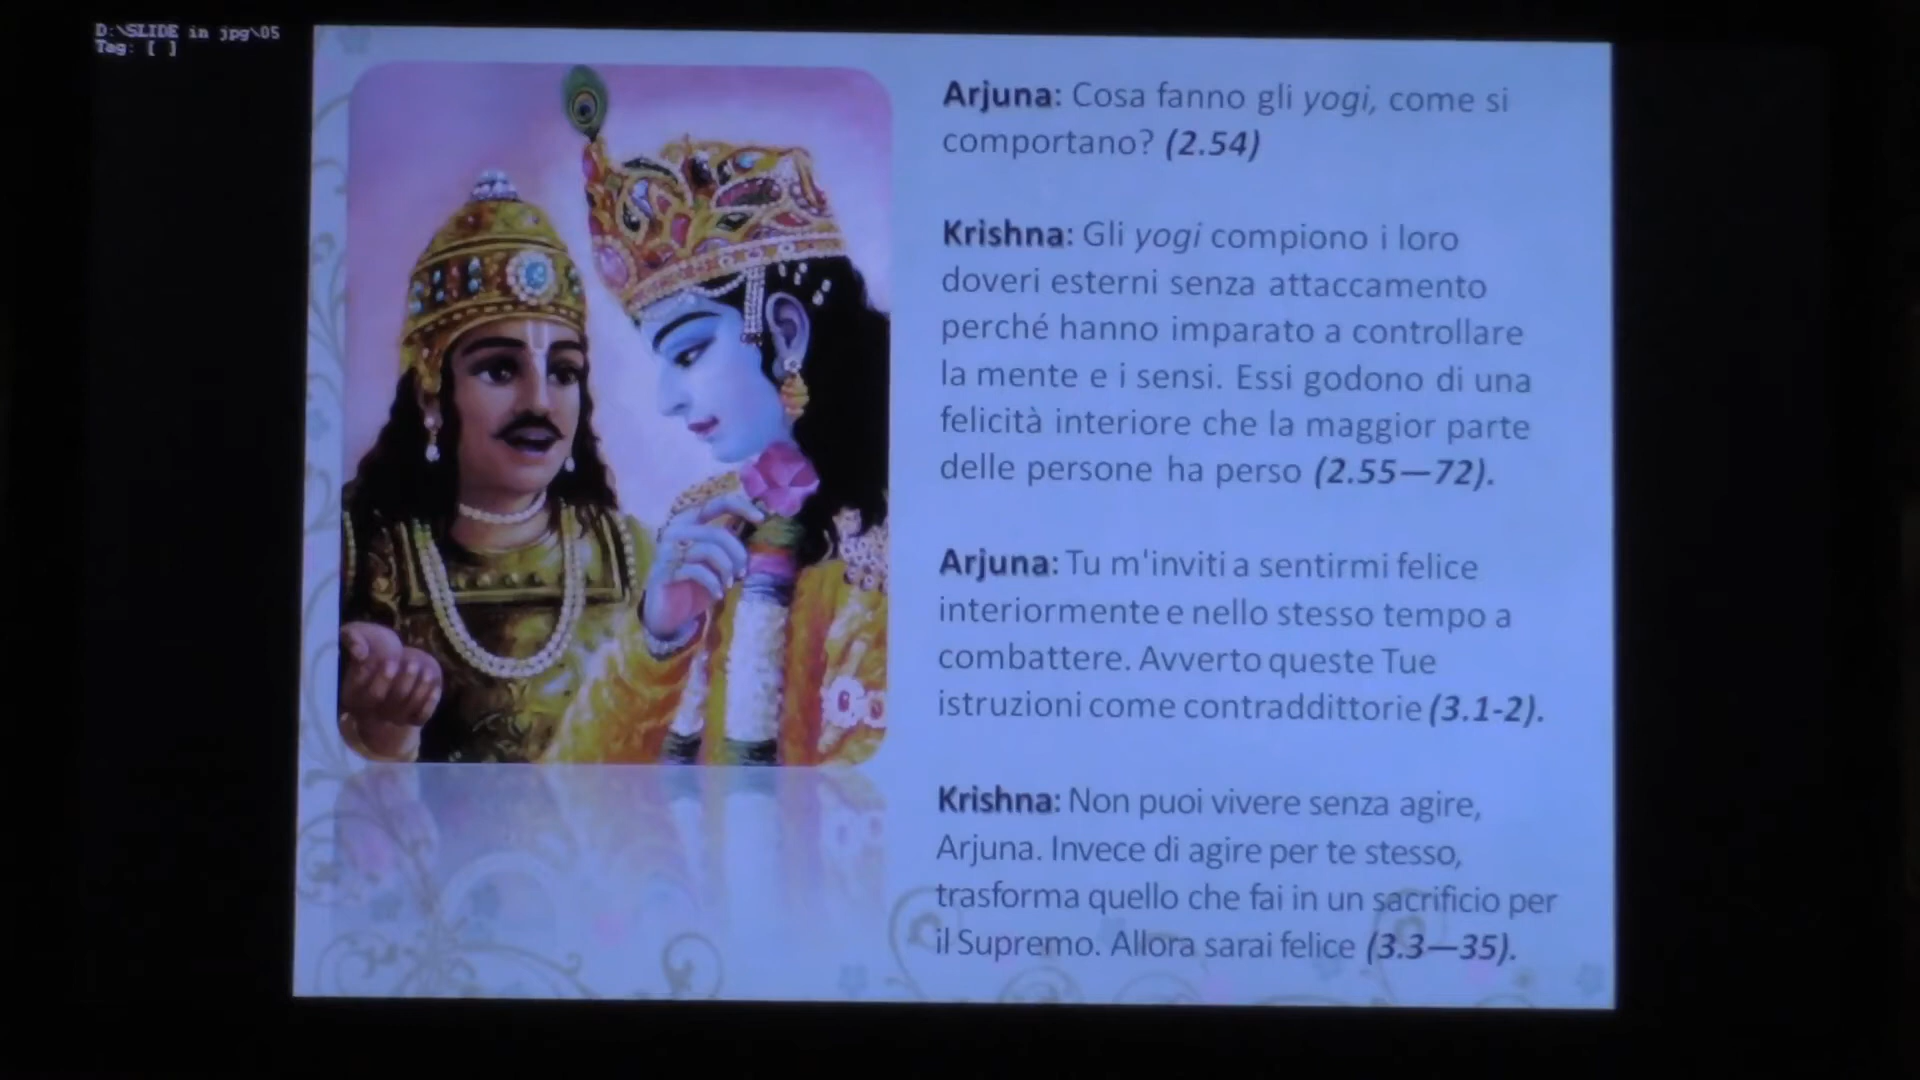 D:\SLIDE in jpg\05
Tag: [ ]
Arjuna: Cosa fanno gli yogi, come si
comportano? (2.54)
Krishna: Gli yogi compiono i loro
doveri esterni senza attaccamento
perché hanno imparato a controllare
la mente e i sensi. Essi godono di una
felicità interiore che la maggior parte
delle persone ha perso (2.55—72).
Arjuna: Tu m'inviti a sentirmi felice
interiormente e nello stesso tempo a
combattere. Avverto queste Tue
istruzioni come contraddittorie (3.1-2).
Krishna: Non puoi vivere senza agire,
Arjuna. Invece di agire per te stesso,
trasforma quello che fai in un sacrificio per
il Supremo. Allora sarai felice (3.3—35).